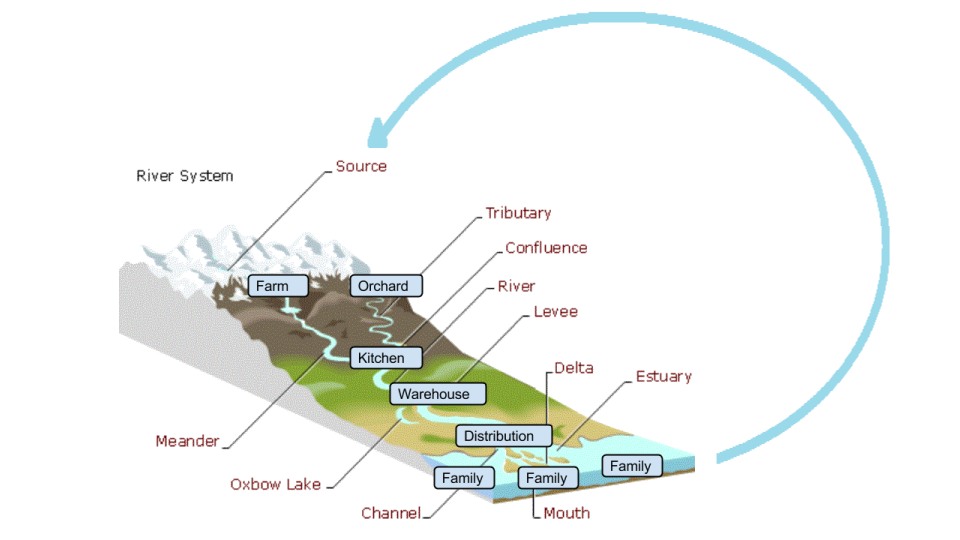 Source
River System
Tributary
Confluence
Farm
Orchard
River
Levee
Kitchen
Delta
Estuary
Warehouse
Distribution
Meander
Family
Family
Family
Oxbow Lake
Channel
Mouth